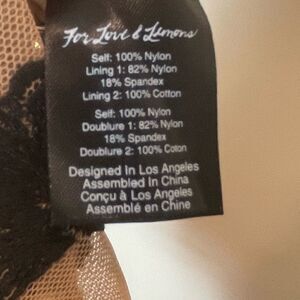 For Love & Lemons
Self: 100% Nylon
Lining 1: 82% Nylon
18% Spandex
Lining 2: 100% Cotton
Self: 100% Nylon
Doublure 1: 82% Nylon
18% Spandex
Doublure 2: 100% Coton
Designed in Los Angeles
Assembled in China
Conçu à Los Angeles
Assemblé en Chine